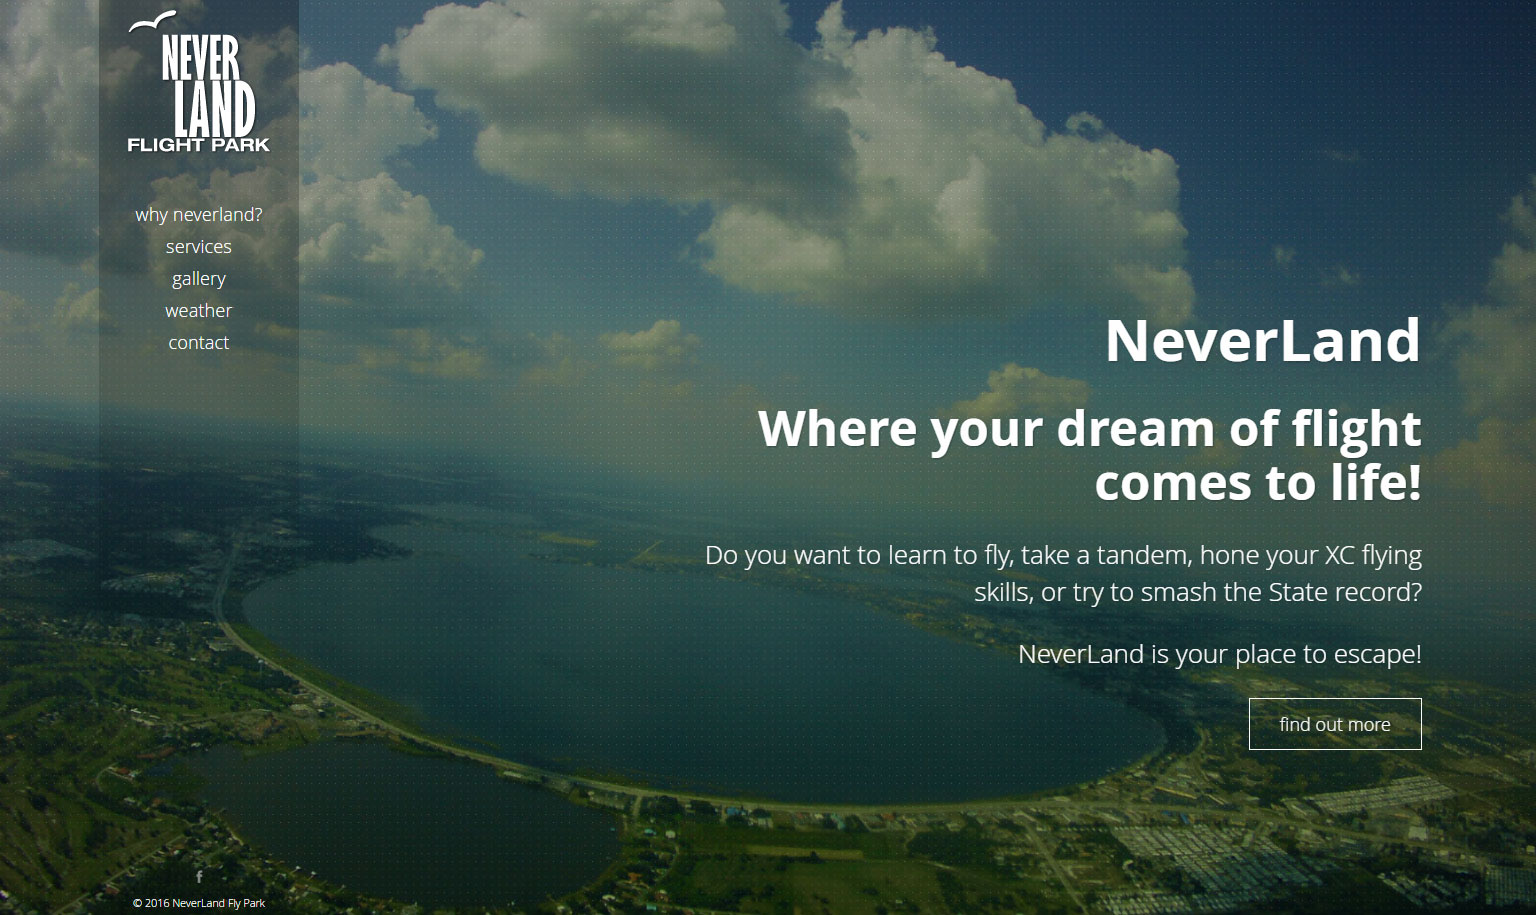 NEVER
LAND
FLIGHT PARK
why neverland?
services
gallery
weather
contact
NeverLand
Where your dream of flight
comes to life!
Do you want to learn to fly, take a tandem, hone your XC flying
skills, or try to smash the State record?
NeverLand is your place to escape!
find out more
f
© 2016 NeverLand Fly Park